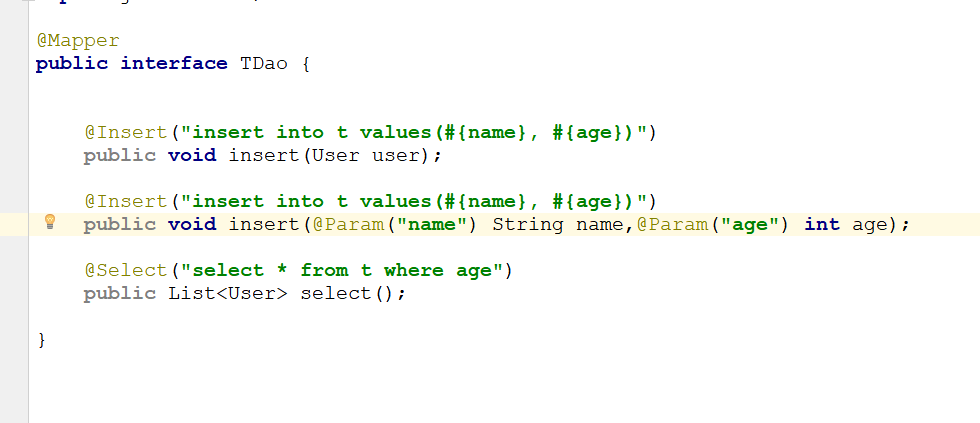 @Mapper
public interface TDao {
@Insert("insert into t values(#{name}, #{age})")
public void insert(User user);
@Insert("insert into t values(#{name}, #{age})")
public void insert(@Param("name") String name,@Param("age") int age);
@Select("select * from t where age")
public List<User> select();
}